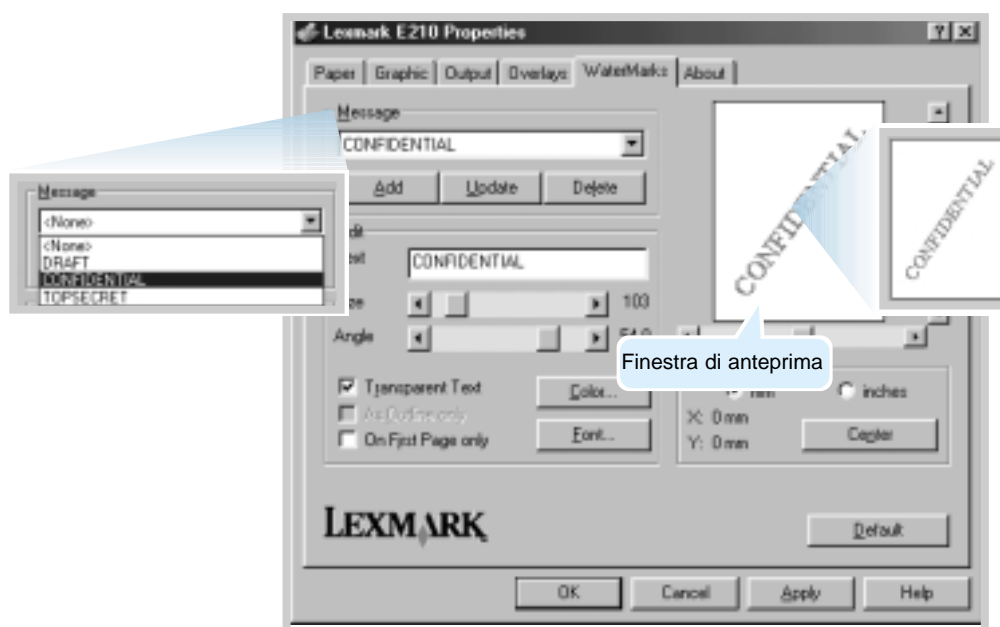 Lexmark E210 Properties
Paper Graphic Output Overlays WaterMarks About
Message
CONFIDENTIAL
Add Update Delete
Message
<None>
<None>
DRAFT
CONFIDENTIAL
TOPSECRET
CONFIDENTIAL
103
Angle
Transparent Text
As Outline only
On First Page only
Color...
Font...
CONFIDENTIAL
CONFIDENTIAL
Finestra di anteprima
mm inches
X: 0 mm
Y: 0 mm
Center
LEXMARK
Default
OK Cancel Apply Help